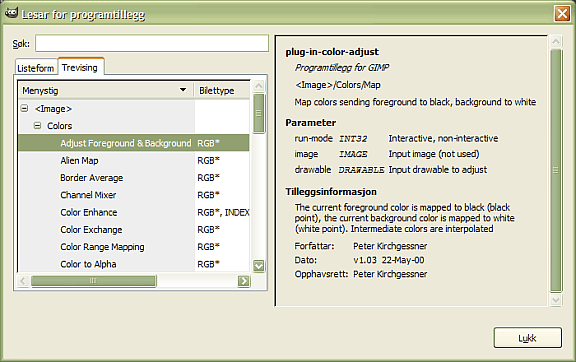 Lesar for programtillegg
Søk:
Listeform Trevising
Menystig Bilettype
<Image>
Colors
Adjust Foreground & Background RGB*
Alien Map RGB*
Border Average RGB*
Channel Mixer RGB*
Color Enhance RGB*, INDEX
Color Exchange RGB*
Color Range Mapping RGB*
Color to Alpha RGB*
plug-in-color-adjust
Programtillegg for GIMP
<Image>/Colors/Map
Map colors sending foreground to black, background to white
Parameter
run-mode INT32 Interactive, non-interactive
image IMAGE Input image (not used)
drawable DRAWABLE Input drawable to adjust
Tilleggsinformasjon
The current foreground color is mapped to black (black
point), the current background color is mapped to white
(white point). Intermediate colors are interpolated
Forfattar: Peter Kirchgessner
Dato: v1.03 22-May-00
Opphavsrett: Peter Kirchgessner
Lukk